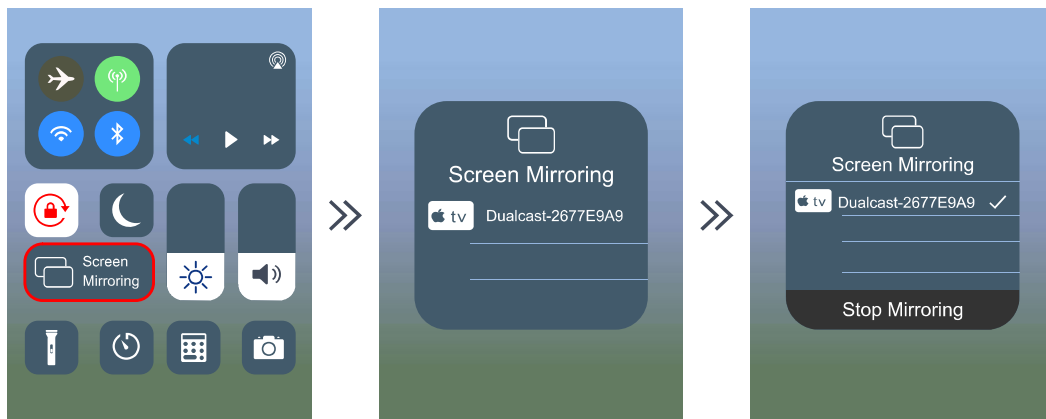 Screen
Mirroring
Screen Mirroring
tv Dualcast-2677E9A9
Screen Mirroring
tv Dualcast-2677E9A9
Stop Mirroring